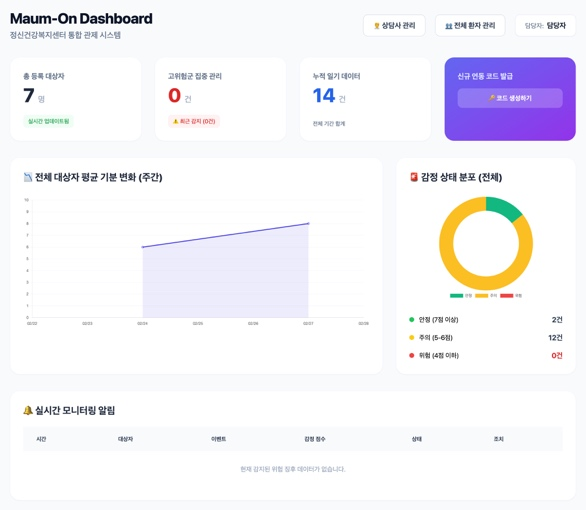 Maum-On Dashboard
정신건강복지센터 통합 관제 시스템
상담사 관리
전체 환자 관리
담당자: 담당자
총 등록 대상자
7 명
실시간 업데이트됨
고위험군 집중 관리
0 건
최근 감지 (0건)
누적 일기 데이터
14 건
전체 기간 합계
신규 연동 코드 발급
코드 생성하기
전체 대상자 평균 기분 변화 (주간)
10
9
8
7
6
5
4
3
2
1
0
02/22 02/23 02/24 02/25 02/26 02/27 02/28
감정 상태 분포 (전체)
안정 주의 위험
안정 (7점 이상) 2건
주의 (5-6점) 12건
위험 (4점 이하) 0건
실시간 모니터링 알림
시간 대상자 이벤트 감정 점수 상태 조치
현재 감지된 위험 징후 데이터가 없습니다.